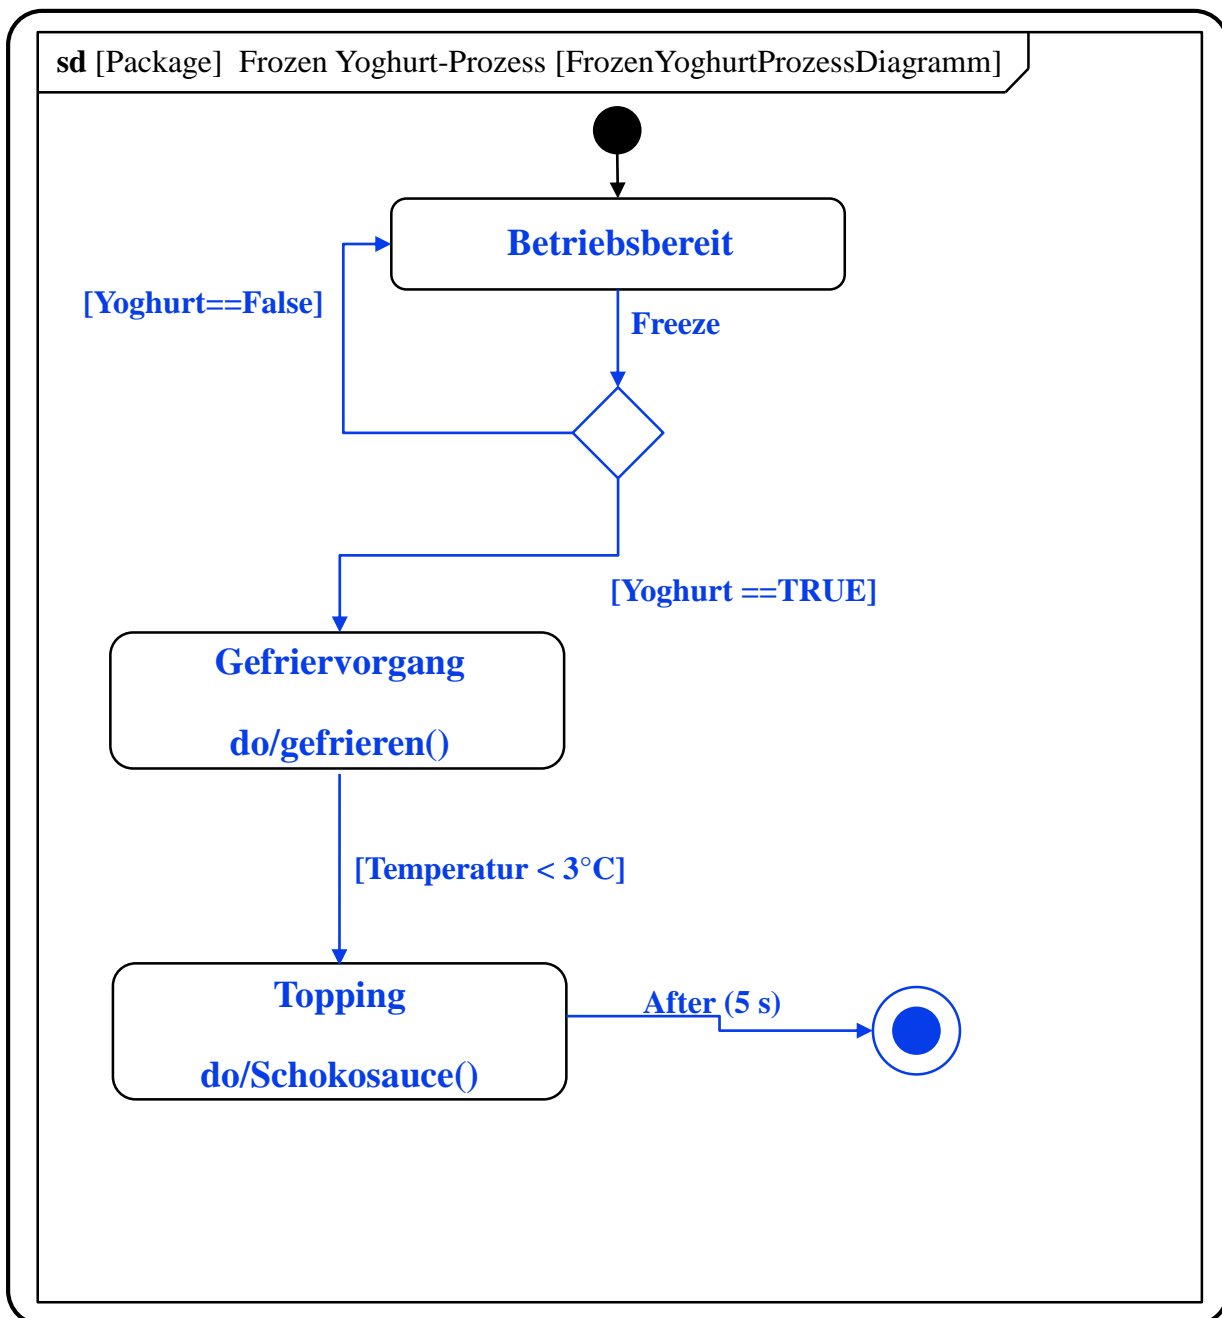 sd [Package]  Frozen Yoghurt-Prozess [FrozenYoghurtProzessDiagramm]
Betriebsbereit
[Yoghurt==False]
Freeze
[Yoghurt ==TRUE]
Gefriervorgang
do/gefrieren()
[Temperatur < 3°C]
Topping
After (5 s)
do/Schokosauce()